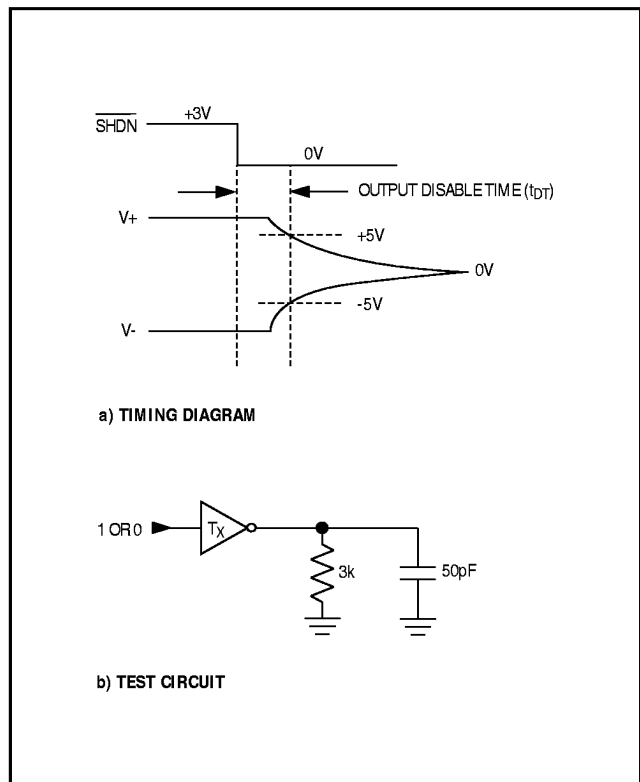 +3V
SHDN
0V
OUTPUT DISABLE TIME (tDT)
V+
+5V
0V
-5V
V-
a) TIMING DIAGRAM
1 OR 0
TX
3k
50pF
b) TEST CIRCUIT